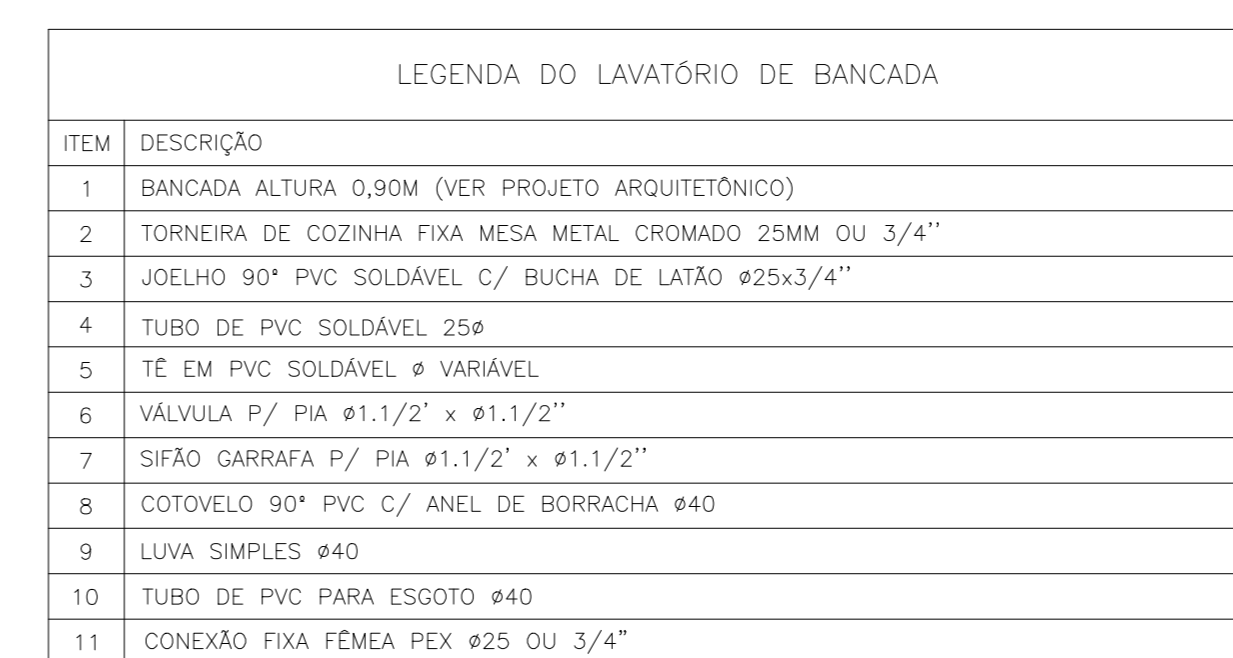 LEGENDA DO LAVATÓRIO DE BANCADA
ITEM DESCRIÇÃO
1 BANCADA ALTURA 0,90M (VER PROJETO ARQUITETÔNICO)
2 TORNEIRA DE COZINHA FIXA MESA METAL CROMADO 25MM OU 3/4''
3 JOELHO 90° PVC SOLDÁVEL C/ BUCHA DE LATÃO ø25x3/4''
4 TUBO DE PVC SOLDÁVEL 25ø
5 TÊ EM PVC SOLDÁVEL ø VARIÁVEL
6 VÁLVULA P/ PIA ø1.1/2' x ø1.1/2''
7 SIFÃO GARRAFA P/ PIA ø1.1/2' x ø1.1/2''
8 COTOVELO 90° PVC C/ ANEL DE BORRACHA ø40
9 LUVA SIMPLES ø40
10 TUBO DE PVC PARA ESGOTO ø40
11 CONEXÃO FIXA FÊMEA PEX ø25 OU 3/4"